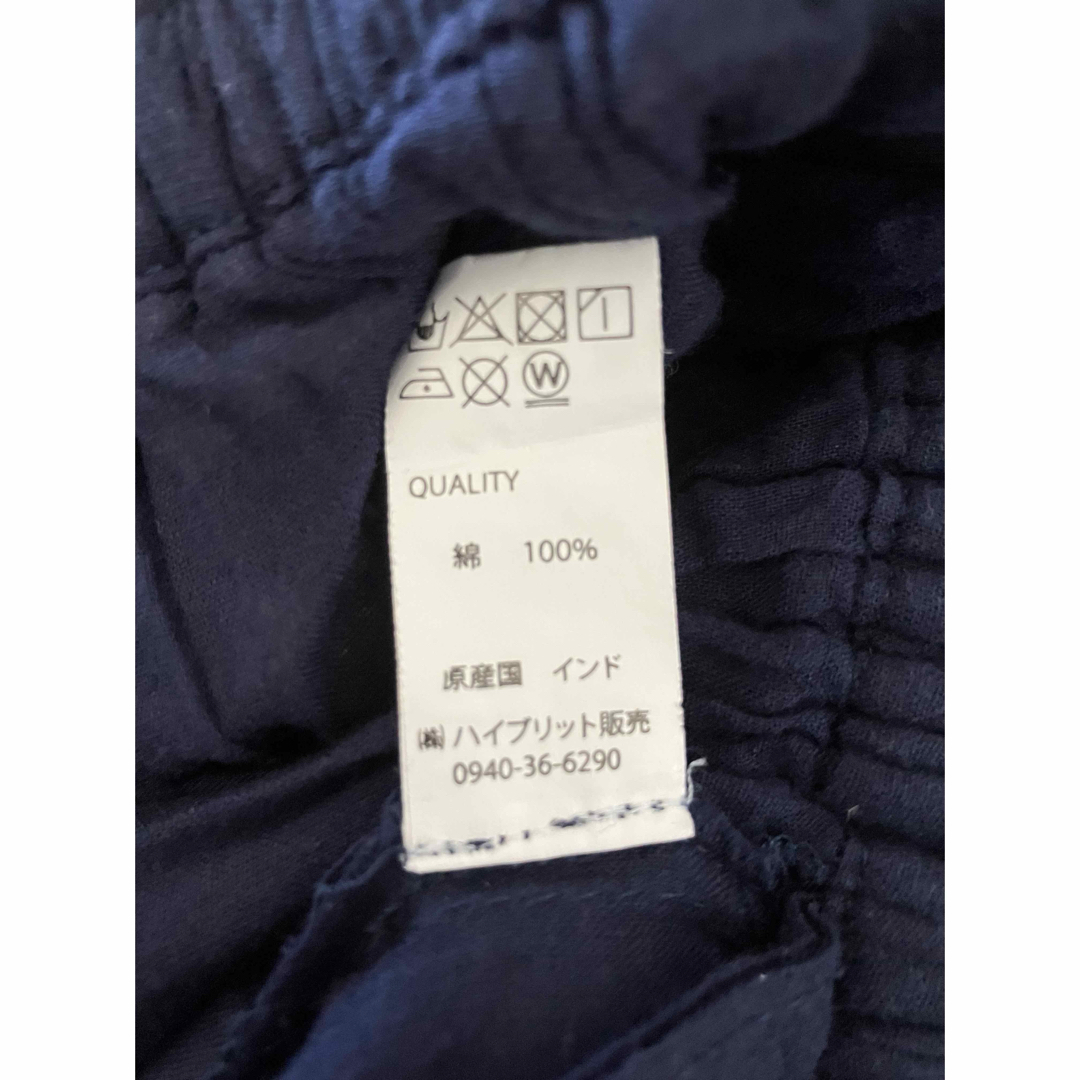 W
QUALITY
綿 100%
原産国 インド
㈱ハイブリット販売
0940-36-6290